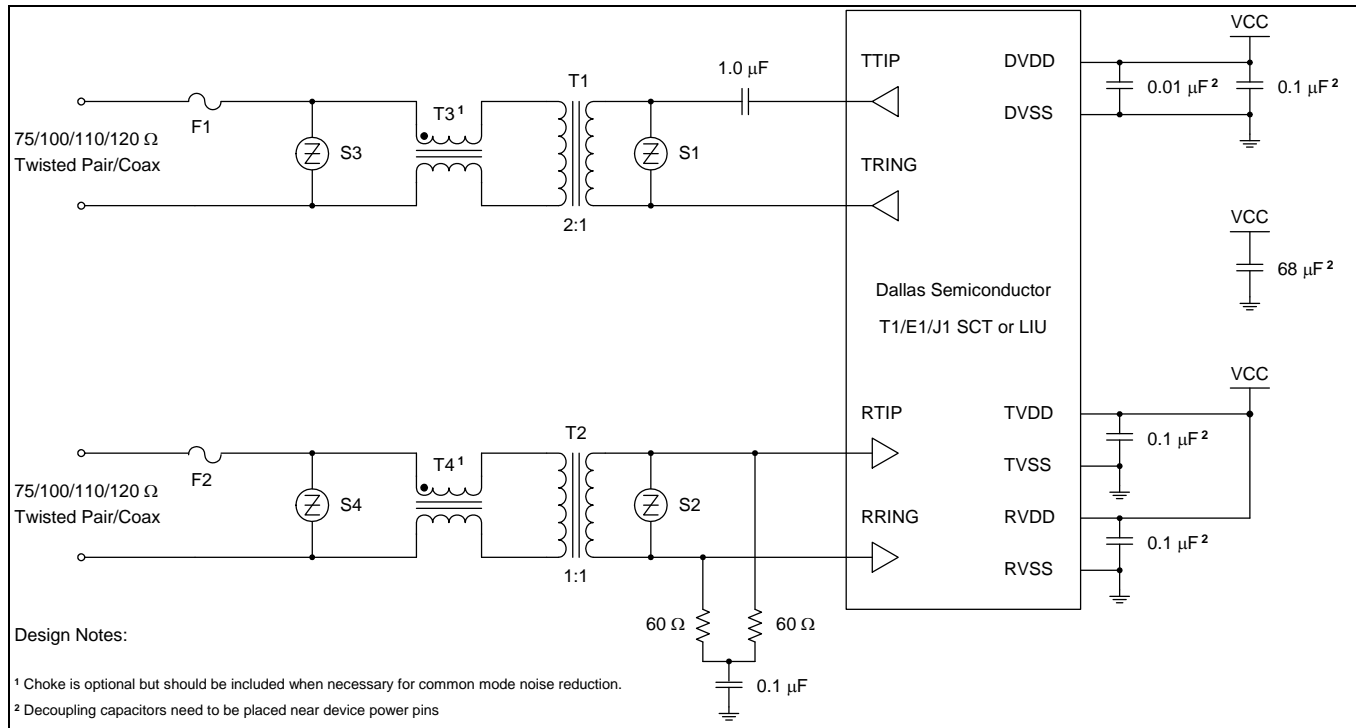 VCC
TTIP
DVDD
1.0 µF
T1
0.01 µF²
0.1 µF²
T3¹
F1
DVSS
75/100/110/120 Ω
Twisted Pair/Coax
S3
S1
TRING
2:1
VCC
68 µF²
Dallas Semiconductor
T1/E1/J1 SCT or LIU
VCC
RTIP
TVDD
T2
0.1 µF²
T4¹
F2
TVSS
75/100/110/120 Ω
Twisted Pair/Coax
S4
S2
RRING
RVDD
0.1 µF²
RVSS
1:1
60 Ω
60 Ω
Design Notes:
0.1 µF
¹ Choke is optional but should be included when necessary for common mode noise reduction.
² Decoupling capacitors need to be placed near device power pins